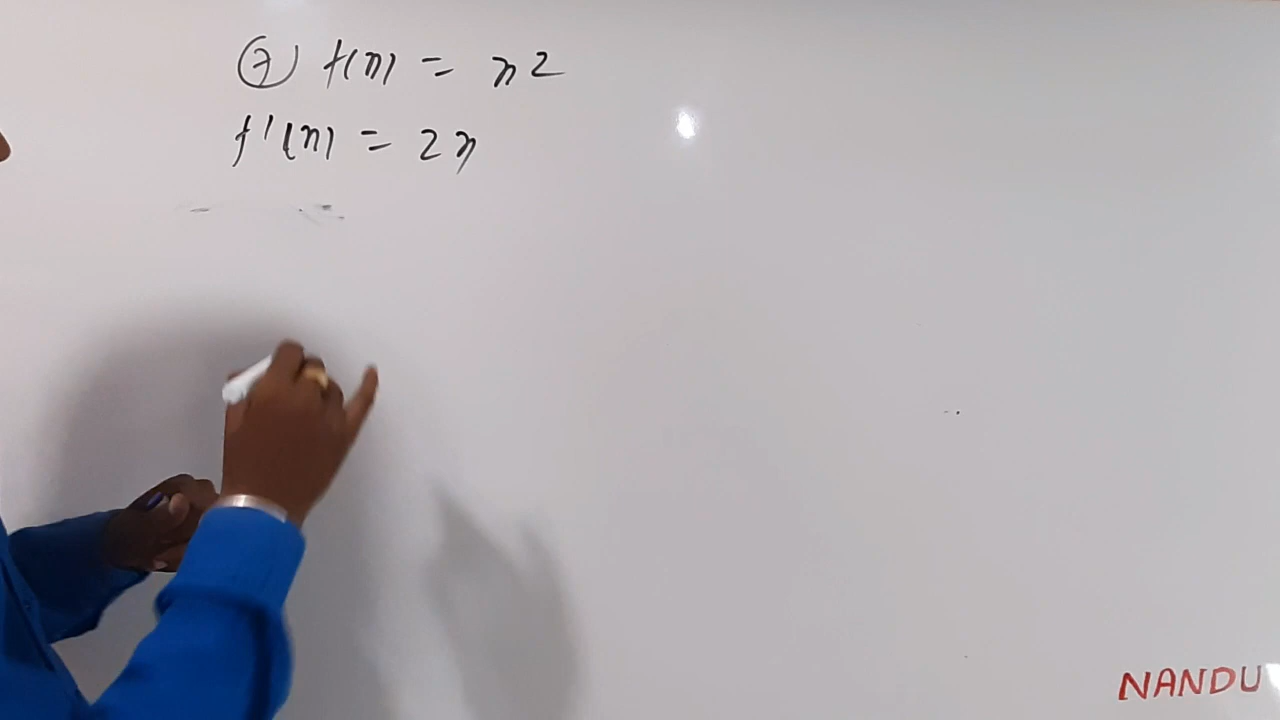 ⑦ f(x) = x2
f'(x) = 2x
NANDU